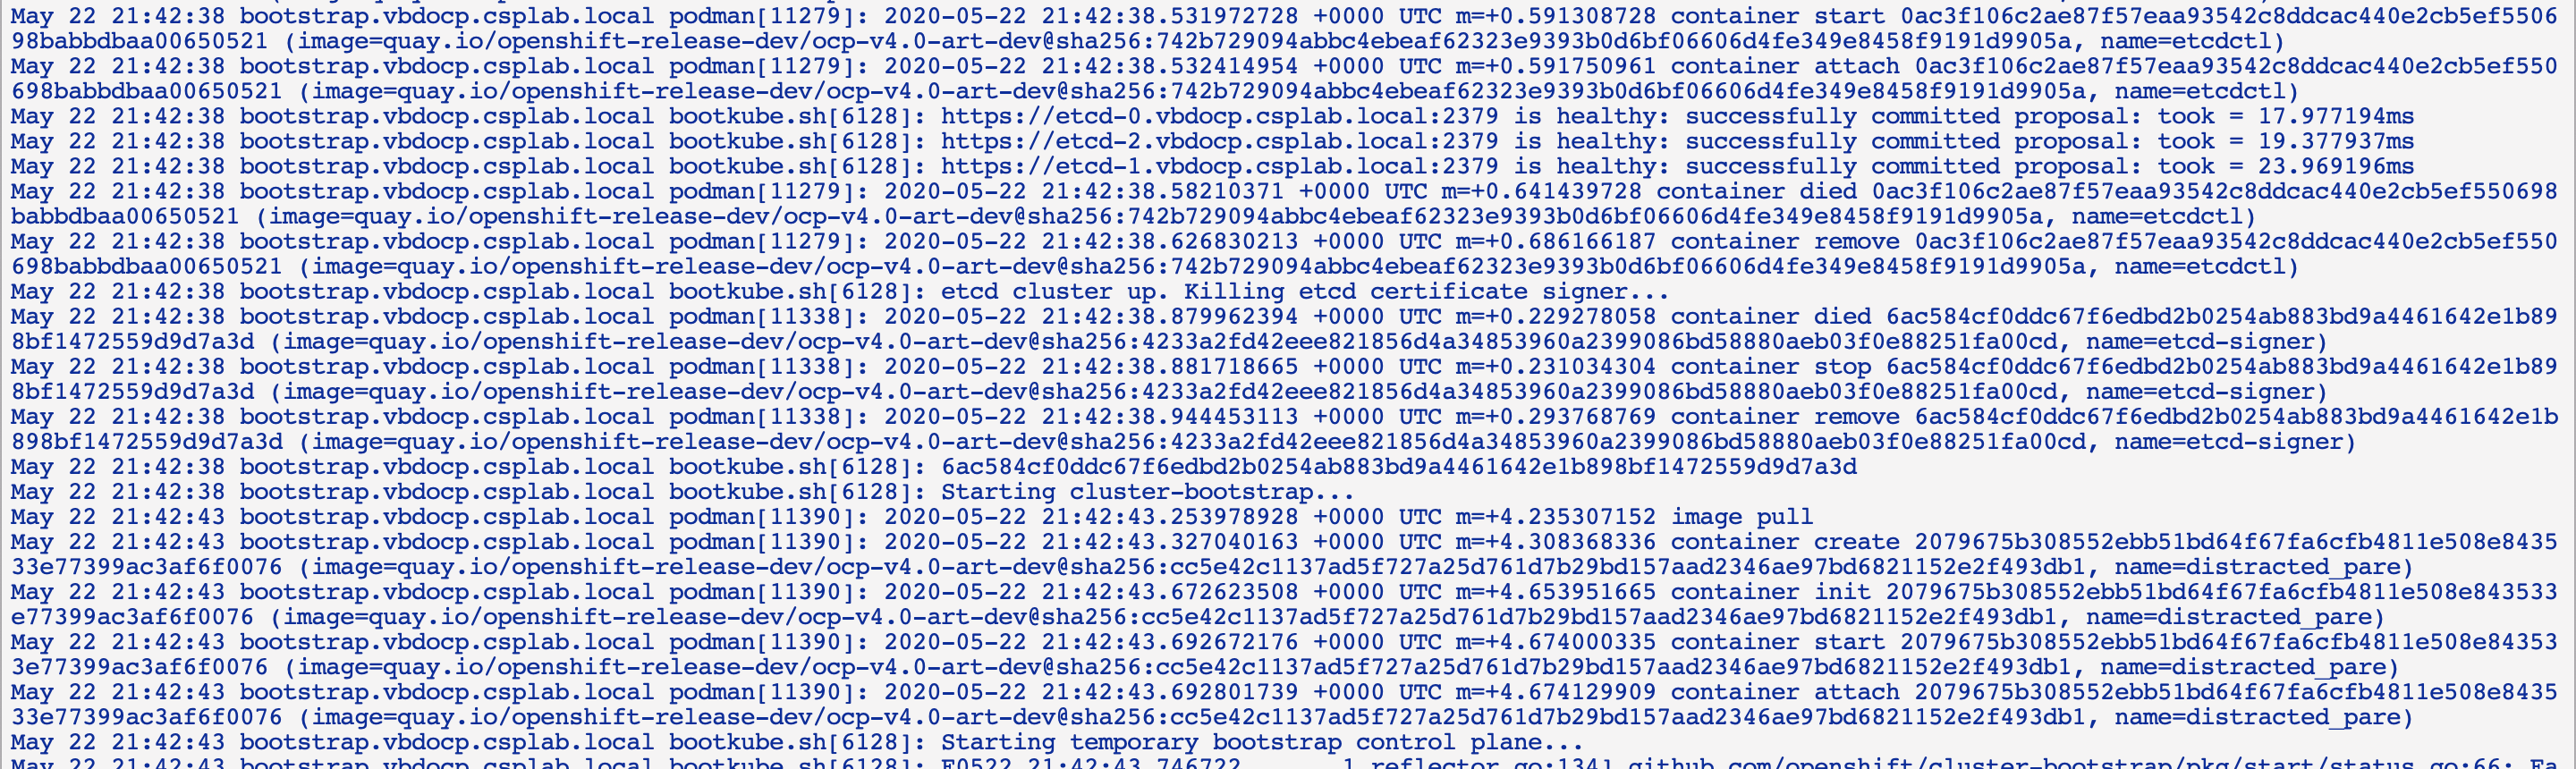 May 22 21:42:38 bootstrap.vbdocp.csplab.local podman[11279]: 2020-05-22 21:42:38.531972728 +0000 UTC m=+0.591308728 container start 0ac3f106c2ae87f57eaa93542c8ddcac440e2cb5ef5506
98babbdbaa00650521 (image=quay.io/openshift-release-dev/ocp-v4.0-art-dev@sha256:742b729094abbc4ebeaf62323e9393b0d6bf06606d4fe349e8458f9191d9905a, name=etcdctl)
May 22 21:42:38 bootstrap.vbdocp.csplab.local podman[11279]: 2020-05-22 21:42:38.532414954 +0000 UTC m=+0.591750961 container attach 0ac3f106c2ae87f57eaa93542c8ddcac440e2cb5ef550
698babbdbaa00650521 (image=quay.io/openshift-release-dev/ocp-v4.0-art-dev@sha256:742b729094abbc4ebeaf62323e9393b0d6bf06606d4fe349e8458f9191d9905a, name=etcdctl)
May 22 21:42:38 bootstrap.vbdocp.csplab.local bootkube.sh[6128]: https://etcd-0.vbdocp.csplab.local:2379 is healthy: successfully committed proposal: took = 17.977194ms
May 22 21:42:38 bootstrap.vbdocp.csplab.local bootkube.sh[6128]: https://etcd-2.vbdocp.csplab.local:2379 is healthy: successfully committed proposal: took = 19.377937ms
May 22 21:42:38 bootstrap.vbdocp.csplab.local bootkube.sh[6128]: https://etcd-1.vbdocp.csplab.local:2379 is healthy: successfully committed proposal: took = 23.969196ms
May 22 21:42:38 bootstrap.vbdocp.csplab.local podman[11279]: 2020-05-22 21:42:38.58210371 +0000 UTC m=+0.641439728 container died 0ac3f106c2ae87f57eaa93542c8ddcac440e2cb5ef550698
babbdbaa00650521 (image=quay.io/openshift-release-dev/ocp-v4.0-art-dev@sha256:742b729094abbc4ebeaf62323e9393b0d6bf06606d4fe349e8458f9191d9905a, name=etcdctl)
May 22 21:42:38 bootstrap.vbdocp.csplab.local podman[11279]: 2020-05-22 21:42:38.626830213 +0000 UTC m=+0.686166187 container remove 0ac3f106c2ae87f57eaa93542c8ddcac440e2cb5ef550
698babbdbaa00650521 (image=quay.io/openshift-release-dev/ocp-v4.0-art-dev@sha256:742b729094abbc4ebeaf62323e9393b0d6bf06606d4fe349e8458f9191d9905a, name=etcdctl)
May 22 21:42:38 bootstrap.vbdocp.csplab.local bootkube.sh[6128]: etcd cluster up. Killing etcd certificate signer...
May 22 21:42:38 bootstrap.vbdocp.csplab.local podman[11338]: 2020-05-22 21:42:38.879962394 +0000 UTC m=+0.229278058 container died 6ac584cf0ddc67f6edbd2b0254ab883bd9a4461642e1b89
8bf1472559d9d7a3d (image=quay.io/openshift-release-dev/ocp-v4.0-art-dev@sha256:4233a2fd42eee821856d4a34853960a2399086bd58880aeb03f0e88251fa00cd, name=etcd-signer)
May 22 21:42:38 bootstrap.vbdocp.csplab.local podman[11338]: 2020-05-22 21:42:38.881718665 +0000 UTC m=+0.231034304 container stop 6ac584cf0ddc67f6edbd2b0254ab883bd9a4461642e1b89
8bf1472559d9d7a3d (image=quay.io/openshift-release-dev/ocp-v4.0-art-dev@sha256:4233a2fd42eee821856d4a34853960a2399086bd58880aeb03f0e88251fa00cd, name=etcd-signer)
May 22 21:42:38 bootstrap.vbdocp.csplab.local podman[11338]: 2020-05-22 21:42:38.944453113 +0000 UTC m=+0.293768769 container remove 6ac584cf0ddc67f6edbd2b0254ab883bd9a4461642e1b
898bf1472559d9d7a3d (image=quay.io/openshift-release-dev/ocp-v4.0-art-dev@sha256:4233a2fd42eee821856d4a34853960a2399086bd58880aeb03f0e88251fa00cd, name=etcd-signer)
May 22 21:42:38 bootstrap.vbdocp.csplab.local bootkube.sh[6128]: 6ac584cf0ddc67f6edbd2b0254ab883bd9a4461642e1b898bf1472559d9d7a3d
May 22 21:42:38 bootstrap.vbdocp.csplab.local bootkube.sh[6128]: Starting cluster-bootstrap...
May 22 21:42:43 bootstrap.vbdocp.csplab.local podman[11390]: 2020-05-22 21:42:43.253978928 +0000 UTC m=+4.235307152 image pull
May 22 21:42:43 bootstrap.vbdocp.csplab.local podman[11390]: 2020-05-22 21:42:43.327040163 +0000 UTC m=+4.308368336 container create 2079675b308552ebb51bd64f67fa6cfb4811e508e8435
33e77399ac3af6f0076 (image=quay.io/openshift-release-dev/ocp-v4.0-art-dev@sha256:cc5e42c1137ad5f727a25d761d7b29bd157aad2346ae97bd6821152e2f493db1, name=distracted_pare)
May 22 21:42:43 bootstrap.vbdocp.csplab.local podman[11390]: 2020-05-22 21:42:43.672623508 +0000 UTC m=+4.653951665 container init 2079675b308552ebb51bd64f67fa6cfb4811e508e843533
e77399ac3af6f0076 (image=quay.io/openshift-release-dev/ocp-v4.0-art-dev@sha256:cc5e42c1137ad5f727a25d761d7b29bd157aad2346ae97bd6821152e2f493db1, name=distracted_pare)
May 22 21:42:43 bootstrap.vbdocp.csplab.local podman[11390]: 2020-05-22 21:42:43.692672176 +0000 UTC m=+4.674000335 container start 2079675b308552ebb51bd64f67fa6cfb4811e508e84353
3e77399ac3af6f0076 (image=quay.io/openshift-release-dev/ocp-v4.0-art-dev@sha256:cc5e42c1137ad5f727a25d761d7b29bd157aad2346ae97bd6821152e2f493db1, name=distracted_pare)
May 22 21:42:43 bootstrap.vbdocp.csplab.local podman[11390]: 2020-05-22 21:42:43.692801739 +0000 UTC m=+4.674129909 container attach 2079675b308552ebb51bd64f67fa6cfb4811e508e8435
33e77399ac3af6f0076 (image=quay.io/openshift-release-dev/ocp-v4.0-art-dev@sha256:cc5e42c1137ad5f727a25d761d7b29bd157aad2346ae97bd6821152e2f493db1, name=distracted_pare)
May 22 21:42:43 bootstrap.vbdocp.csplab.local bootkube.sh[6128]: Starting temporary bootstrap control plane...
May 22 21:42:43 bootstrap.vbdocp.csplab.local bootkube.sh[6128]: E0522 21:42:43.746722 1 reflector.go:134] github.com/openshift/cluster-bootstrap/pkg/start/status.go:66: Fa